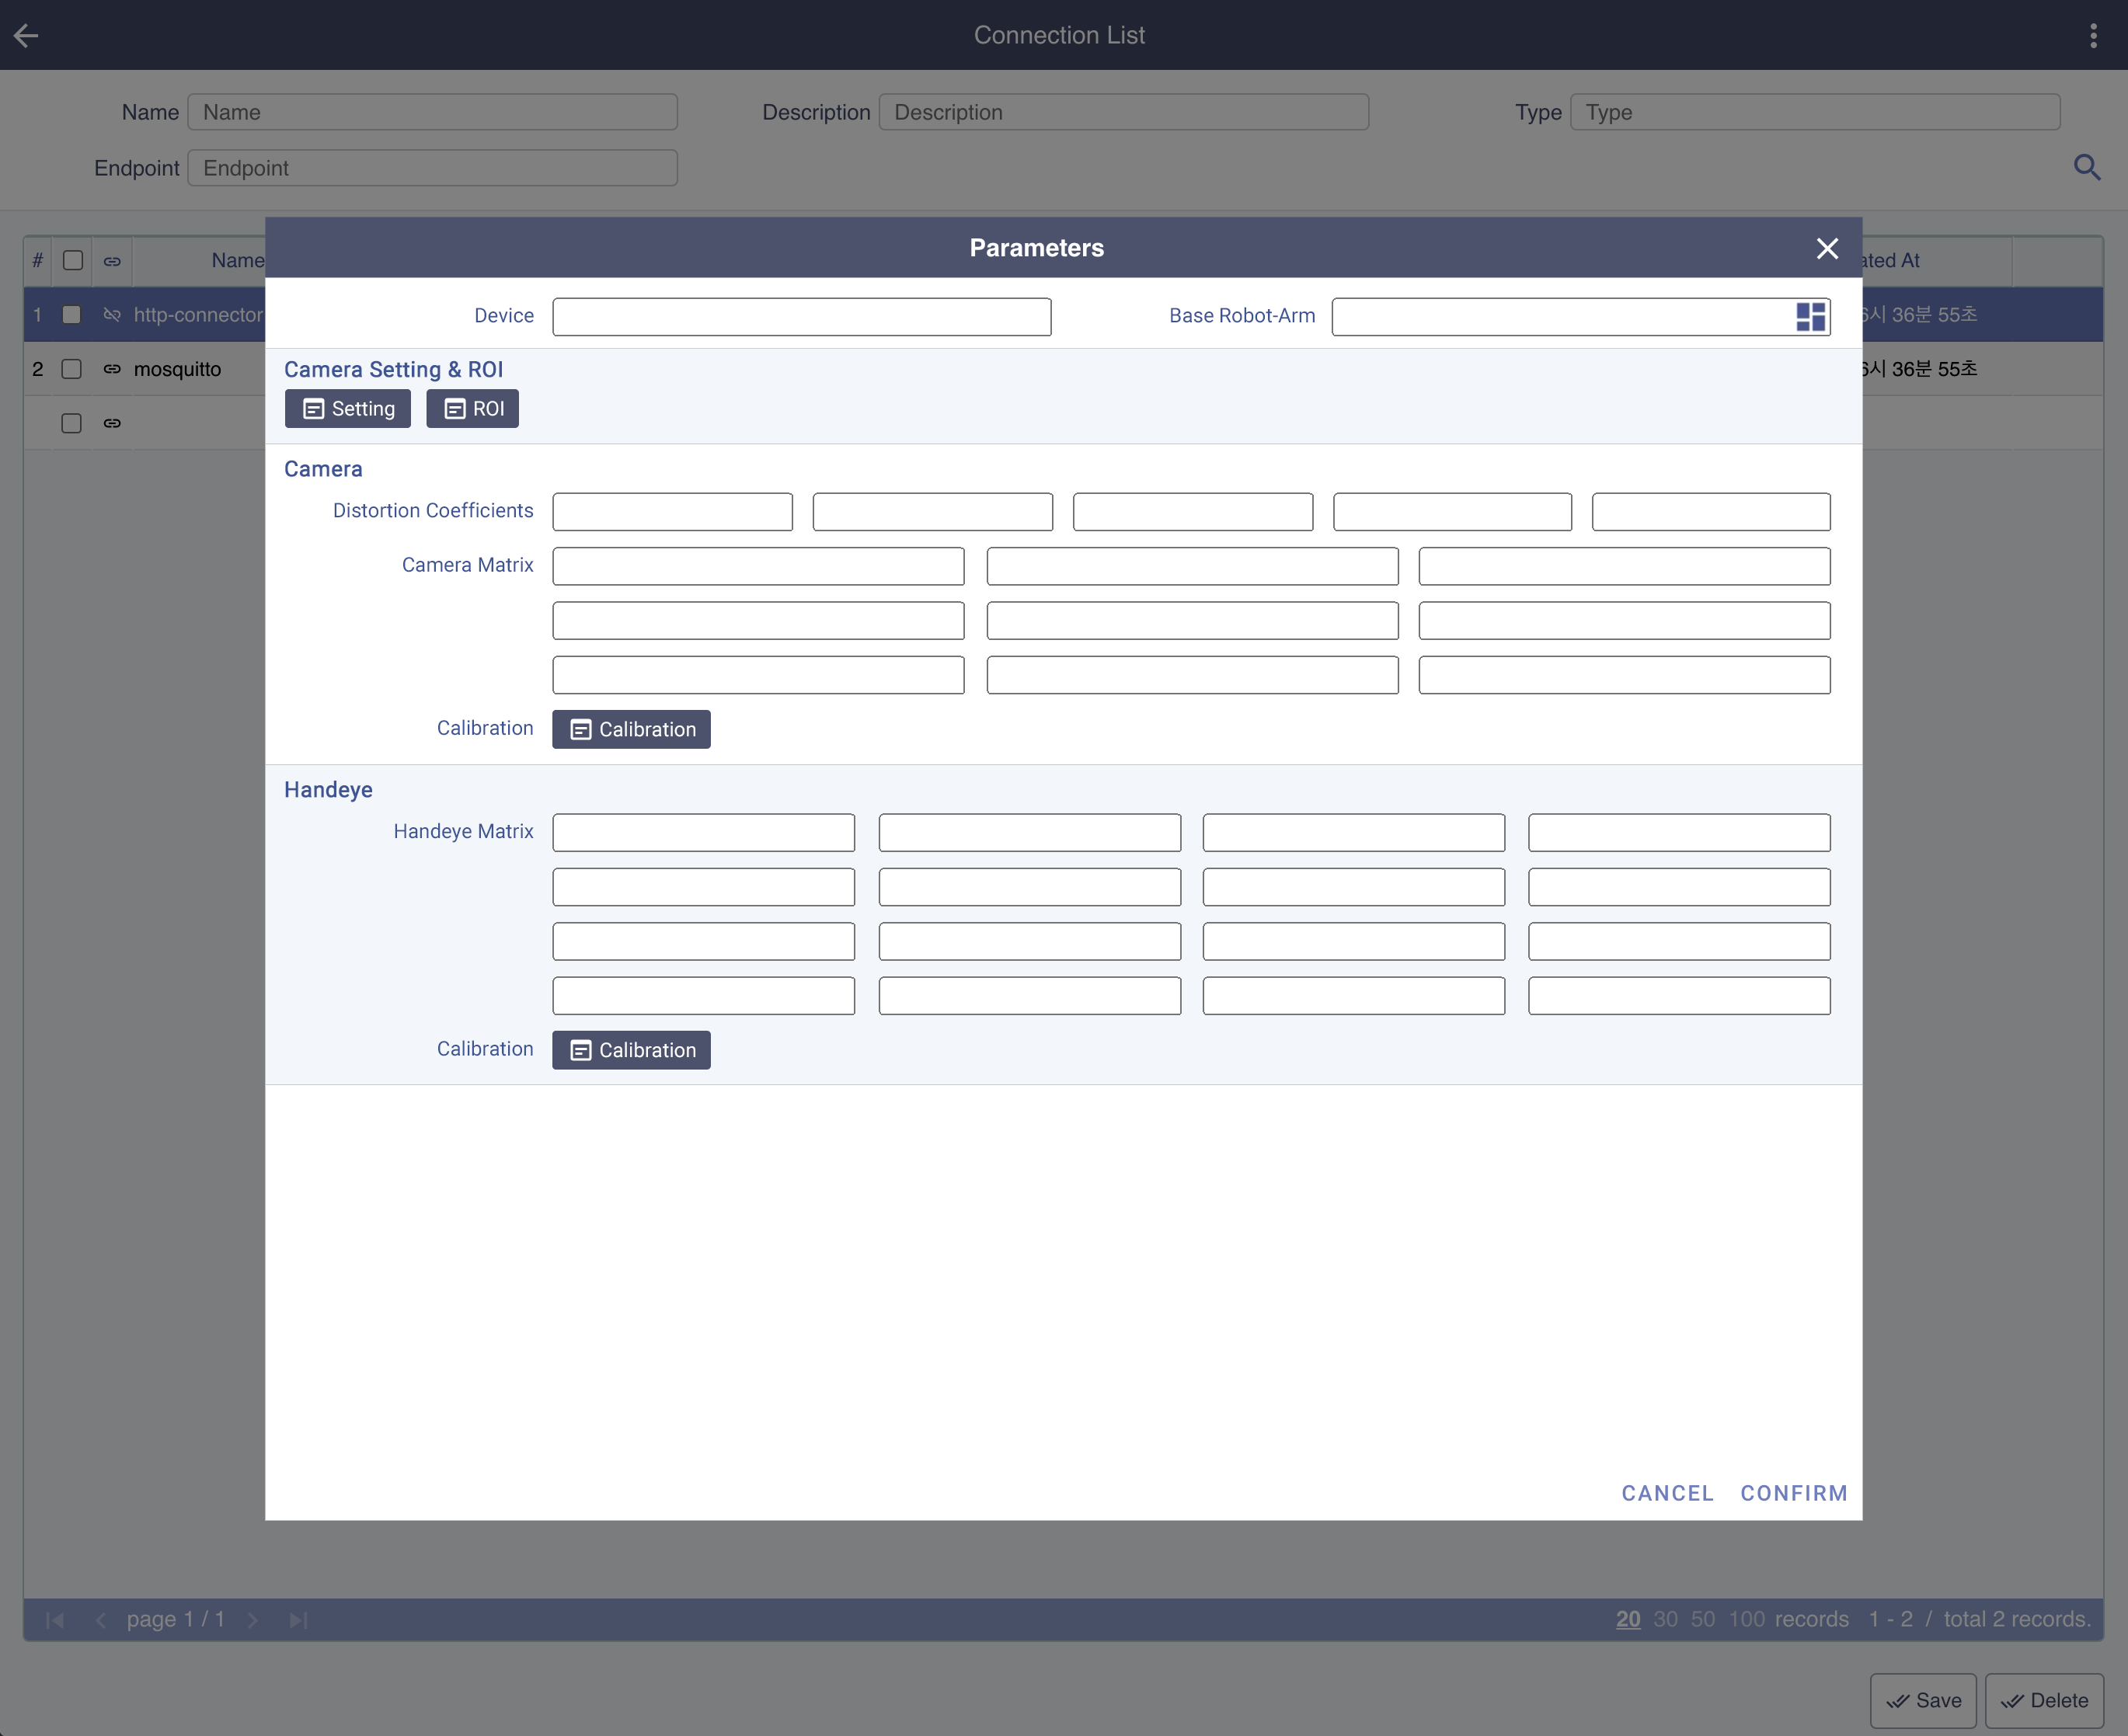 Connection List
Name Name Description Description Type Type
Endpoint Endpoint
Parameters
# Name ated At
Device Base Robot-Arm
1 http-connector 시 36분 55초
Camera Setting & ROI
2 mosquitto 시 36분 55초
Setting ROI
Camera
Distortion Coefficients
Camera Matrix
Calibration Calibration
Handeye
Handeye Matrix
Calibration Calibration
CANCEL CONFIRM
page 1 / 1 20 30 50 100 records 1 - 2 / total 2 records.
Save Delete